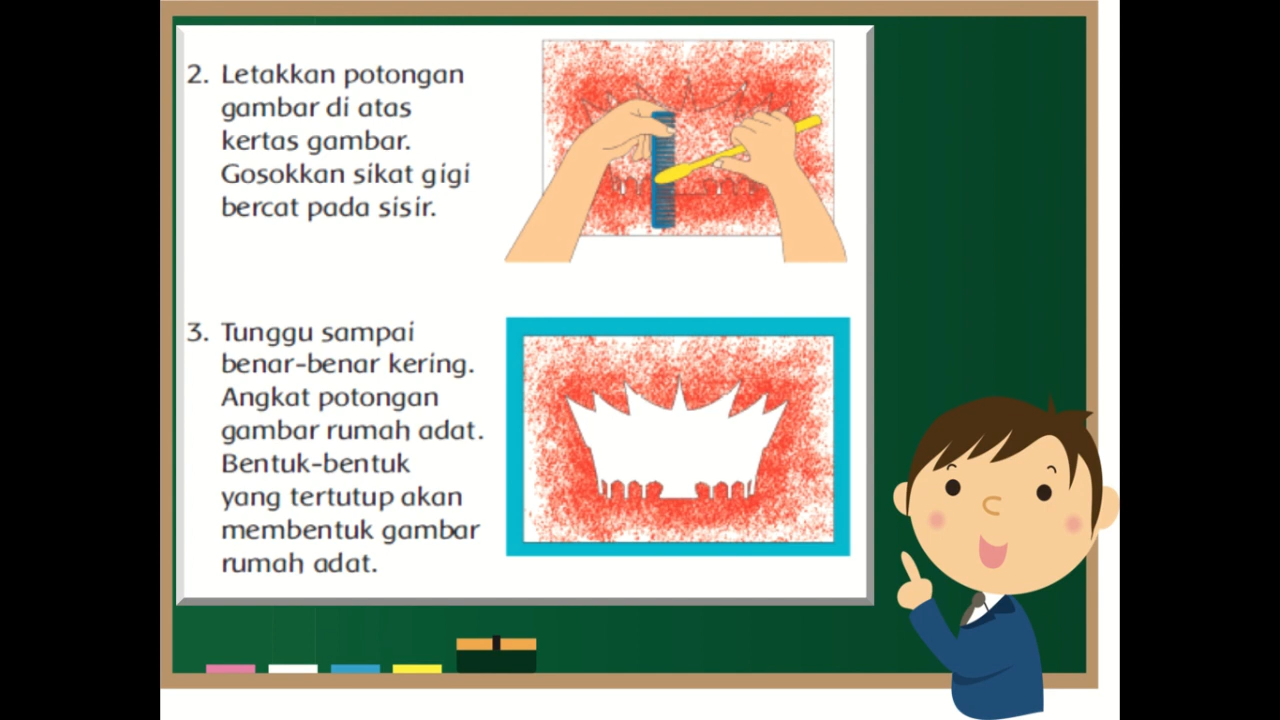 2. Letakkan potongan
gambar di atas
kertas gambar.
Gosokkan sikat gigi
bercat pada sisir.
3. Tunggu sampai
benar-benar kering.
Angkat potongan
gambar rumah adat.
Bentuk-bentuk
yang tertutup akan
membentuk gambar
rumah adat.